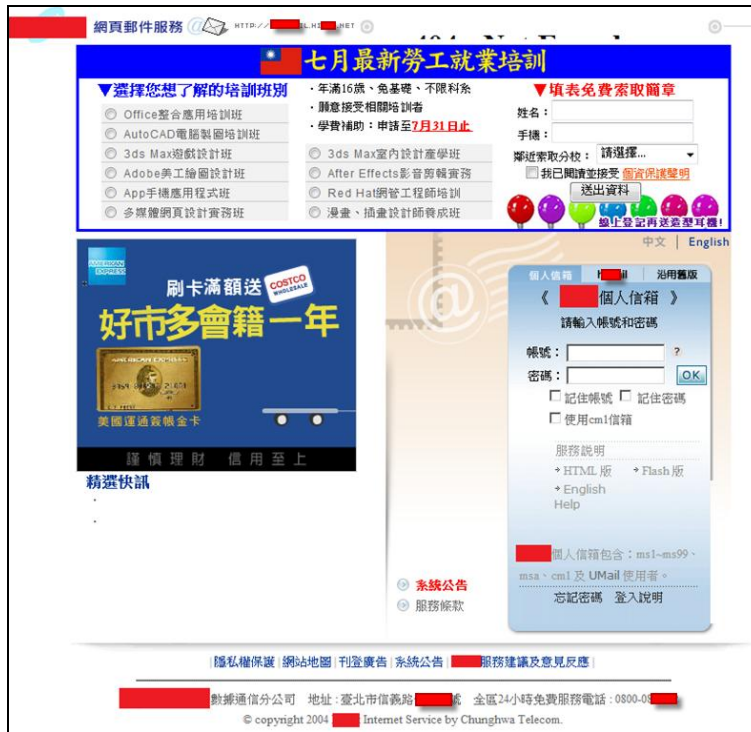 網頁郵件服務 HTTP://
七月最新勞工就業培訓
▼選擇您想了解的培訓班別
Office整合應用培訓班
AutoCAD電腦製圖培訓班
3ds Max遊戲設計班
Adobe美工繪圖設計班
App手機應用程式班
多媒體網頁設計實務班
・年滿16歲、免基礎、不限科系
・願意接受相關培訓者
・學費補助：申請至7月31日止
3ds Max室內設計產學班
After Effects影音剪輯實務
Red Hat網管工程師培訓
漫畫、插畫設計師養成班
▼填表免費索取簡章
姓名：
手機：
鄰近索取分校： 請選擇...
我已閱讀並接受 個資保護聲明
送出資料
線上登記再送造型耳機!
中文 | English
AMERICAN EXPRESS
刷卡滿額送 COSTCO WHOLESALE
好市多會籍一年
AMERICAN EXPRESS
美國運通簽帳金卡
謹慎理財 信用至上
精選快訊
個人信箱 沿用舊版
《 個人信箱 》
請輸入帳號和密碼
帳號： ?
密碼： OK
記住帳號 記住密碼
使用cm1信箱
服務說明
HTML 版 Flash 版
English
Help
個人信箱包含：ms1~ms99、
msa、cm1 及 UMail 使用者。
忘記密碼 登入說明
系統公告
服務條款
|隱私權保護|網站地圖|刊登廣告|系統公告| 服務建議及意見反應|
數據通信分公司 地址：臺北市信義路 號 全區24小時免費服務電話：0800-0
© copyright 2004 Internet Service by Chunghwa Telecom.